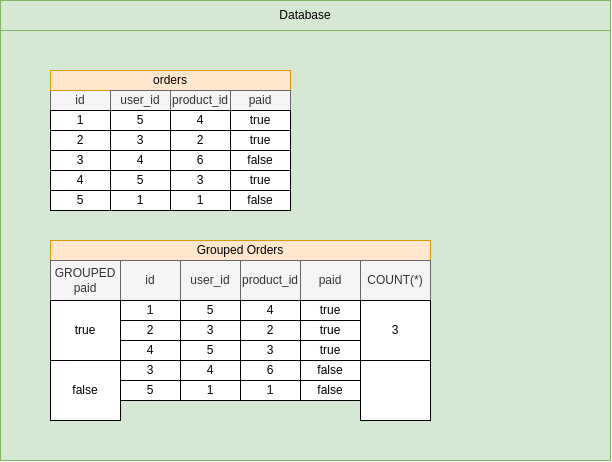 Database
orders
id user_id product_id paid
1 5 4 true
2 3 2 true
3 4 6 false
4 5 3 true
5 1 1 false
Grouped Orders
GROUPED paid id user_id product_id paid COUNT(*)
true 1 5 4 true 3
2 3 2 true
4 5 3 true
false 3 4 6 false
5 1 1 false